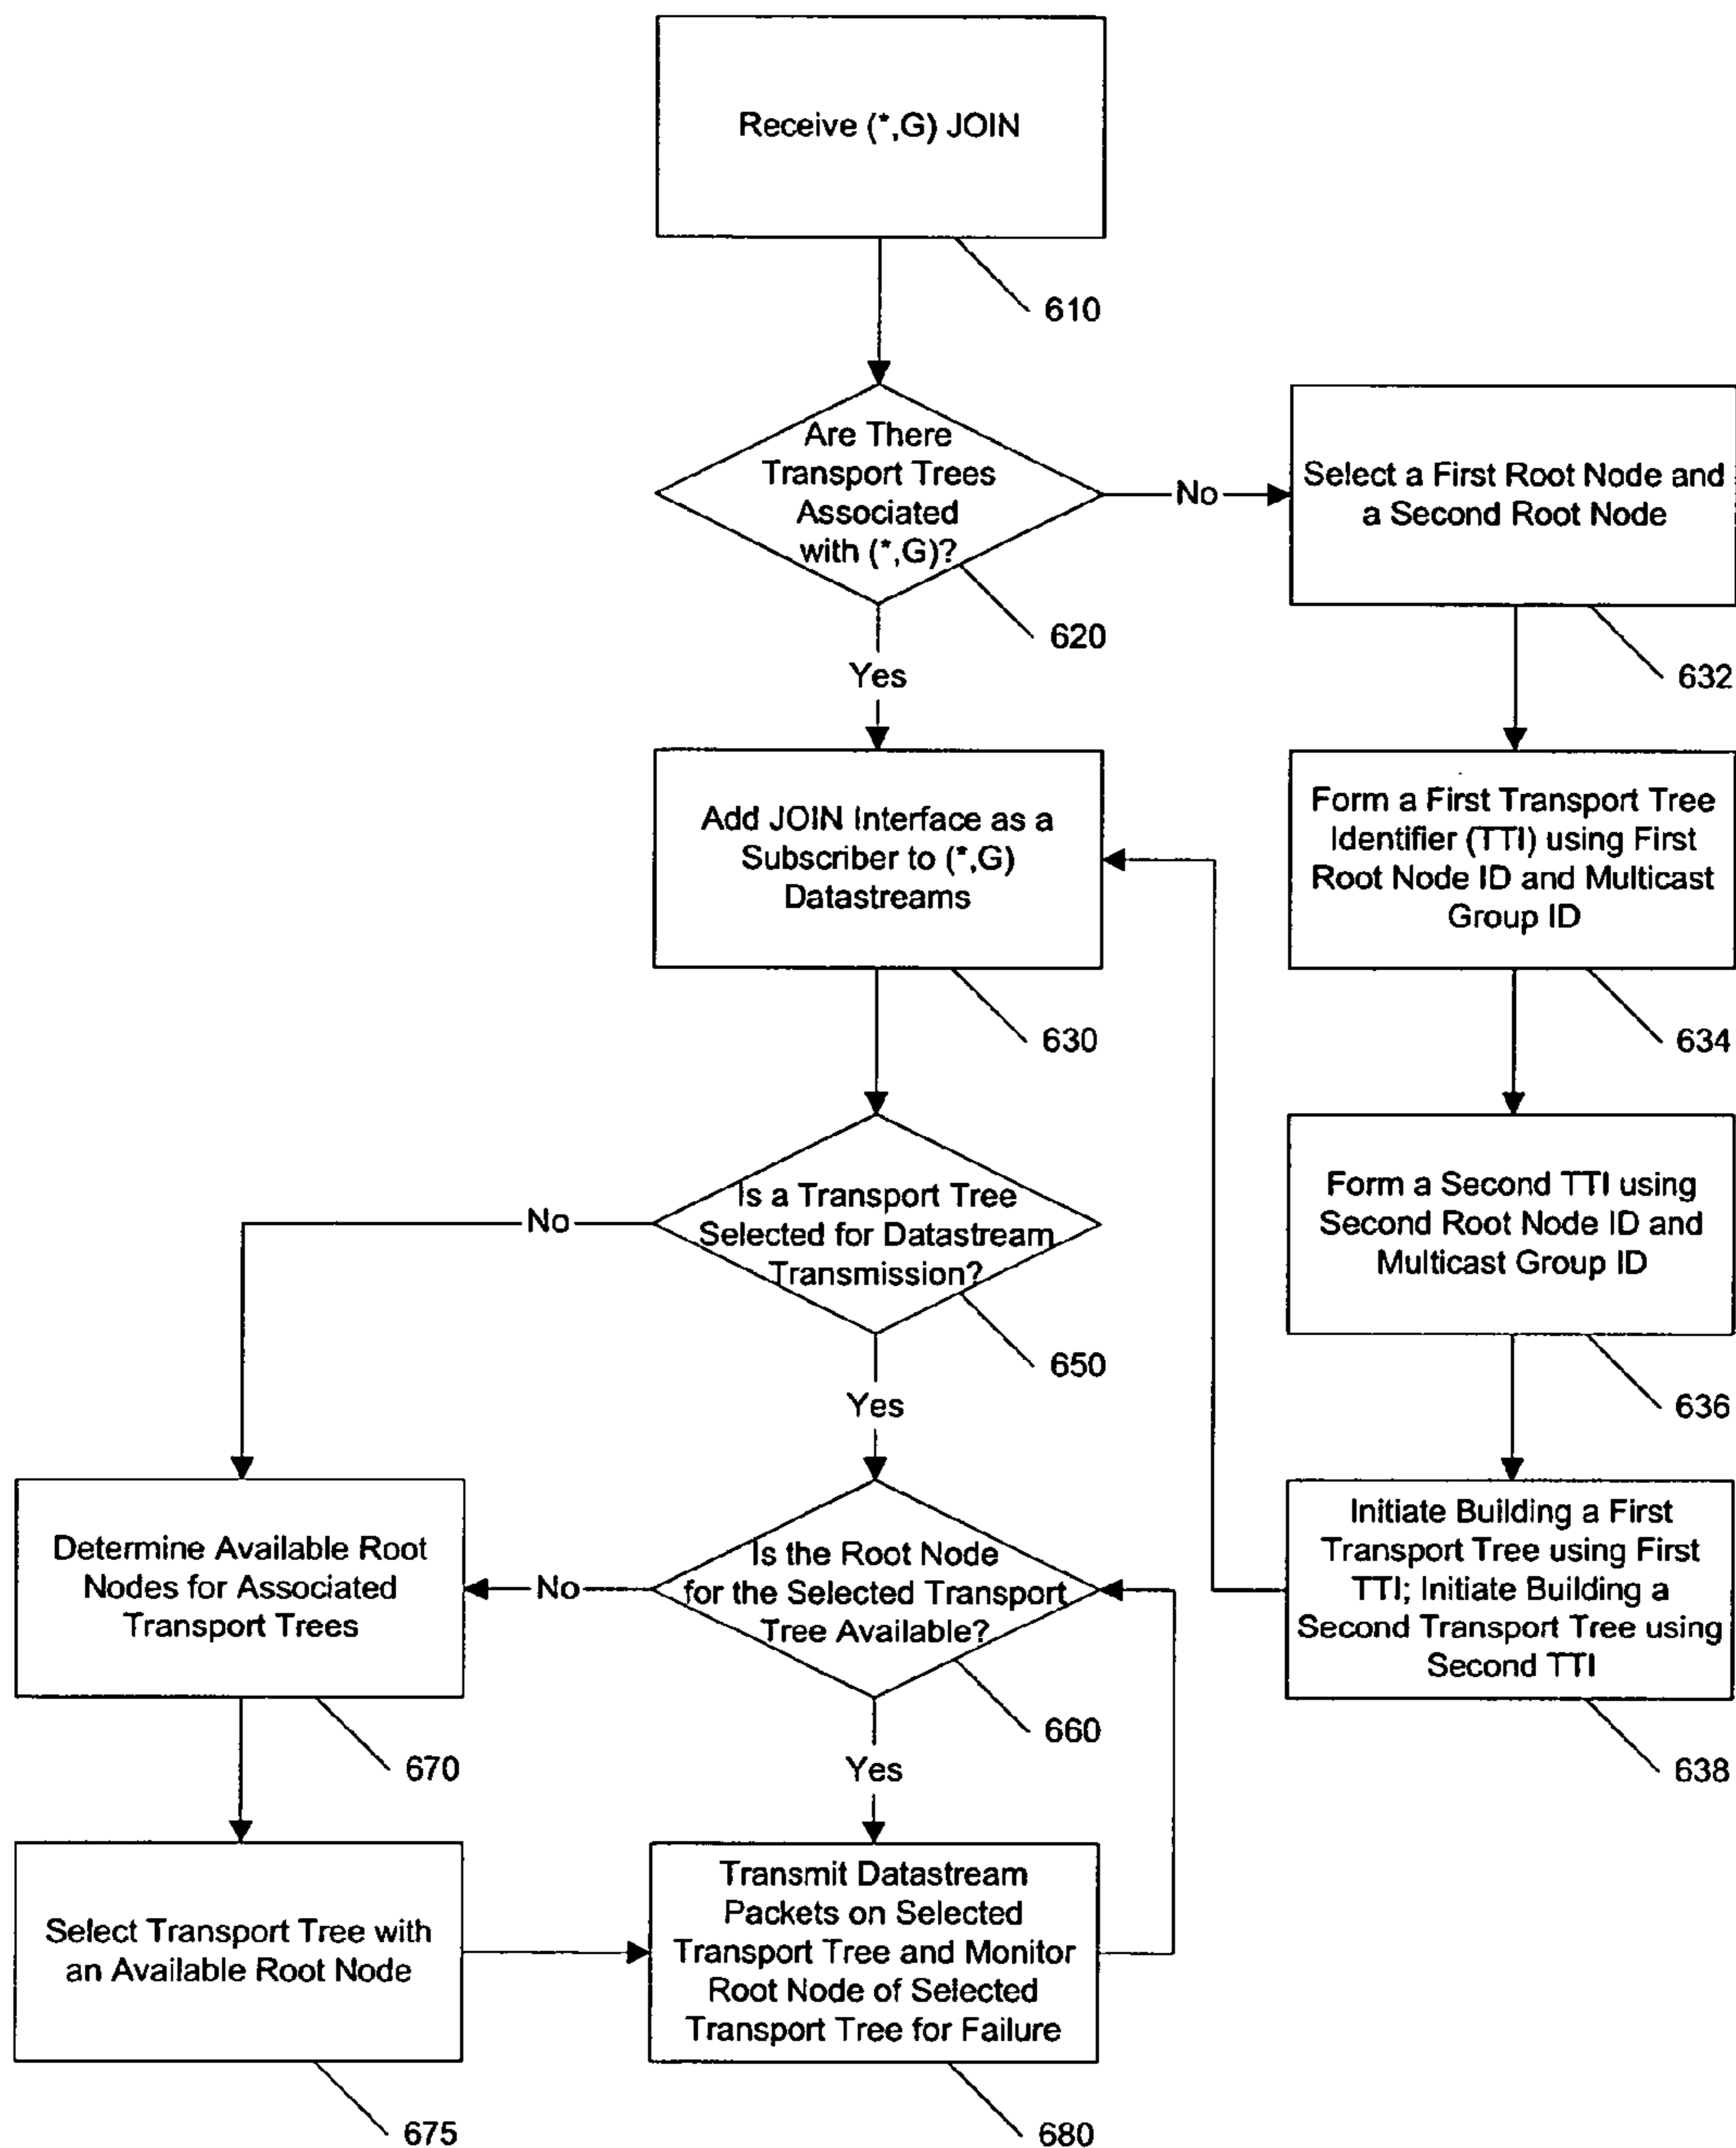 Receive (*,G) JOIN
610
Are There
Transport Trees
Associated
with (*,G)?
No
620
Yes
Select a First Root Node and
a Second Root Node
632
Add JOIN Interface as a
Subscriber to (*,G)
Datastreams
630
Form a First Transport Tree
Identifier (TTI) using First
Root Node ID and Multicast
Group ID
634
Is a Transport Tree
Selected for Datastream
Transmission?
No
650
Yes
Form a Second TTI using
Second Root Node ID and
Multicast Group ID
636
Determine Available Root
Nodes for Associated
Transport Trees
670
Is the Root Node
for the Selected Transport
Tree Available?
No
660
Yes
Initiate Building a First
Transport Tree using First
TTI; Initiate Building a
Second Transport Tree using
Second TTI
638
Select Transport Tree with
an Available Root Node
675
Transmit Datastream
Packets on Selected
Transport Tree and Monitor
Root Node of Selected
Transport Tree for Failure
680